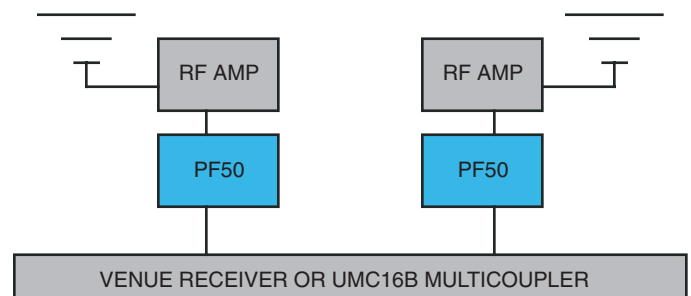 RF AMP
RF AMP
PF50
PF50
VENUE RECEIVER OR UMC16B MULTICOUPLER